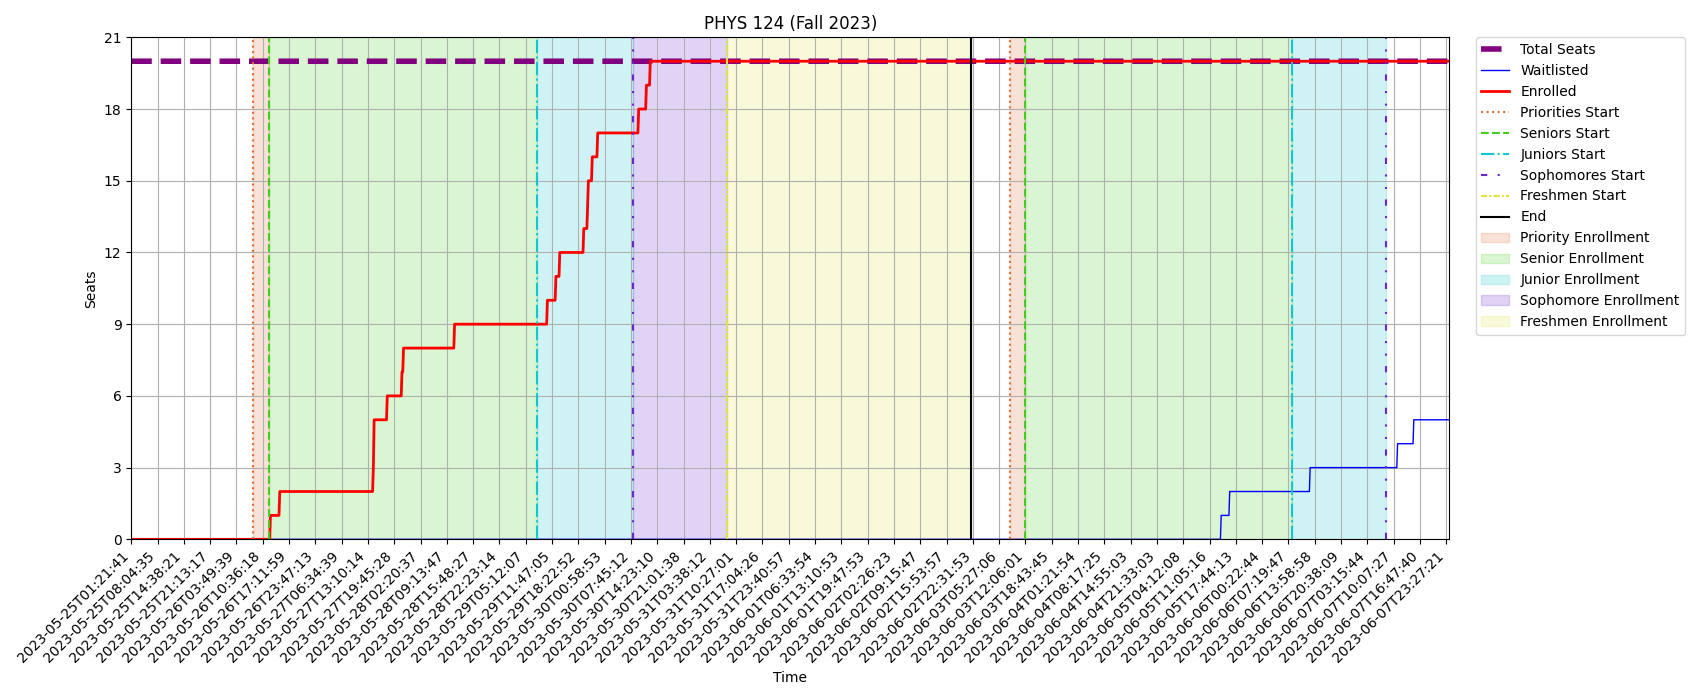 PHYS 124 (Fall 2023)
Seats
21
18
15
12
9
6
3
0
2023-05-25T01:21:41
2023-05-25T08:04:35
2023-05-25T14:38:21
2023-05-25T21:13:17
2023-05-26T03:49:39
2023-05-26T10:36:18
2023-05-26T17:11:59
2023-05-26T23:47:13
2023-05-27T06:34:39
2023-05-27T13:10:14
2023-05-27T19:45:28
2023-05-28T02:20:37
2023-05-28T09:13:47
2023-05-28T15:48:27
2023-05-28T22:23:14
2023-05-29T05:12:07
2023-05-29T11:47:05
2023-05-29T18:22:52
2023-05-30T00:58:53
2023-05-30T07:45:12
2023-05-30T14:23:10
2023-05-30T21:01:38
2023-05-31T03:38:12
2023-05-31T10:27:01
2023-05-31T17:04:26
2023-05-31T23:40:57
2023-06-01T06:33:54
2023-06-01T13:10:53
2023-06-01T19:47:53
2023-06-02T02:26:23
2023-06-02T09:15:47
2023-06-02T15:53:57
2023-06-02T22:31:53
2023-06-03T05:27:06
2023-06-03T12:06:01
2023-06-03T18:43:45
2023-06-04T01:21:54
2023-06-04T08:17:25
2023-06-04T14:55:03
2023-06-04T21:33:03
2023-06-05T04:12:08
2023-06-05T11:05:16
2023-06-05T17:44:13
2023-06-06T00:22:44
2023-06-06T07:19:47
2023-06-06T13:58:58
2023-06-06T20:38:09
2023-06-07T03:15:44
2023-06-07T10:07:27
2023-06-07T16:47:40
2023-06-07T23:27:21
Time
Total Seats
Waitlisted
Enrolled
Priorities Start
Seniors Start
Juniors Start
Sophomores Start
Freshmen Start
End
Priority Enrollment
Senior Enrollment
Junior Enrollment
Sophomore Enrollment
Freshmen Enrollment